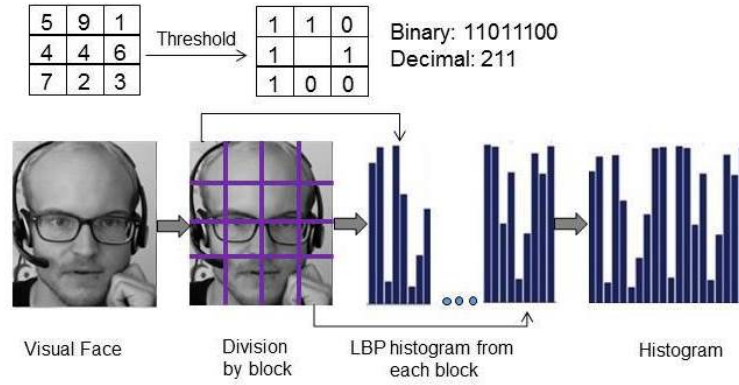 5 9 1
4 4 6
7 2 3
Threshold
1 1 0
1 1
1 0 0
Binary: 11011100
Decimal: 211
Visual Face
Division
by block
LBP histogram from
each block
Histogram